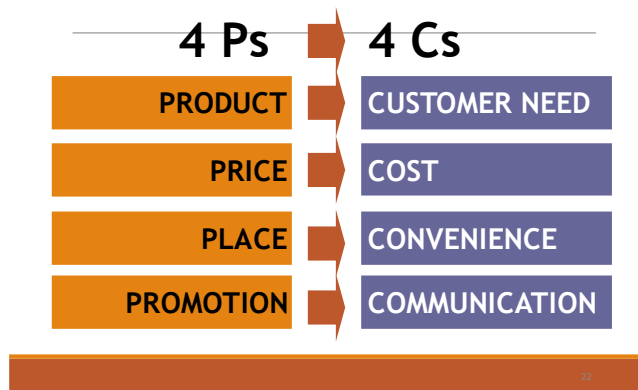 4 Ps 4 Cs
PRODUCT CUSTOMER NEED
PRICE COST
PLACE CONVENIENCE
PROMOTION COMMUNICATION
22